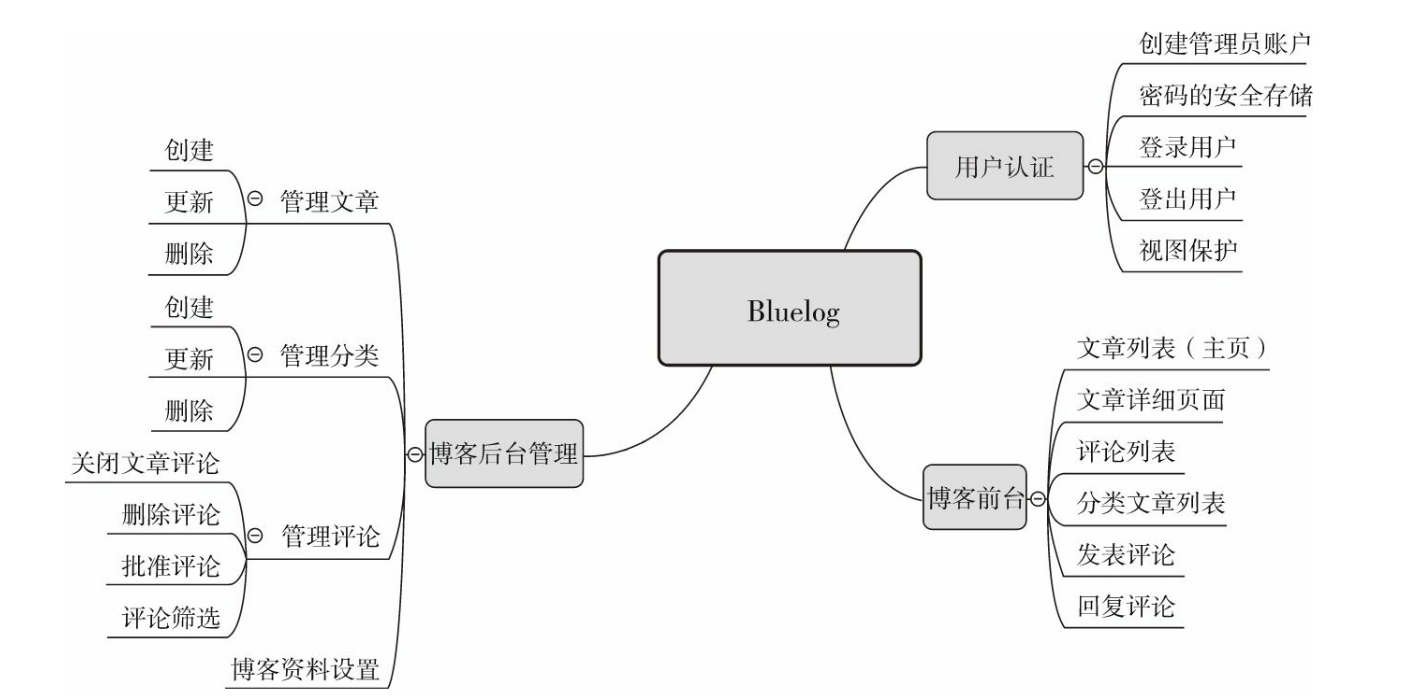 Bluelog
用户认证
创建管理员账户
密码的安全存储
登录用户
登出用户
视图保护
博客前台
文章列表（主页）
文章详细页面
评论列表
分类文章列表
发表评论
回复评论
博客后台管理
管理文章
创建
更新
删除
管理分类
创建
更新
删除
管理评论
关闭文章评论
删除评论
批准评论
评论筛选
博客资料设置